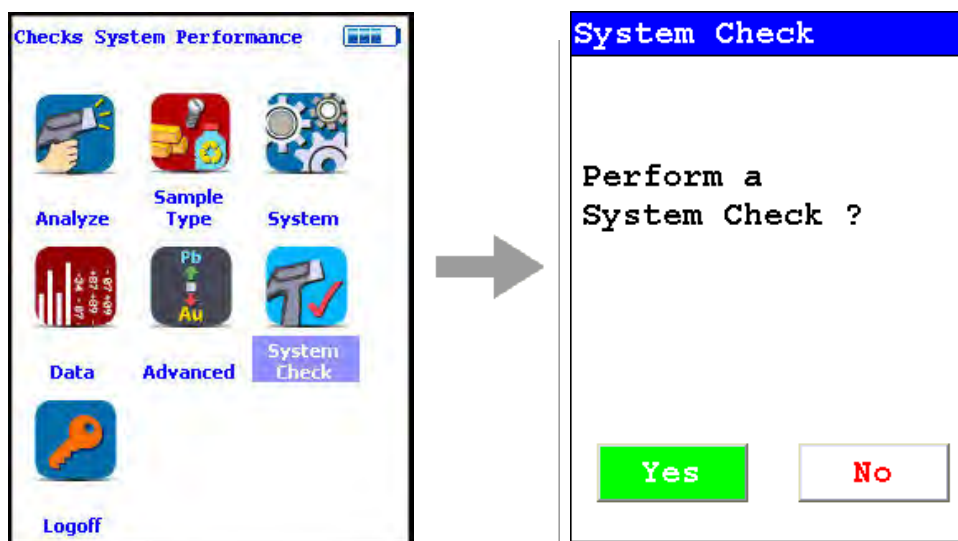 Checks System Performance
Analyze
Sample
Type
System
Pb
Au
Data
Advanced
System
Check
Logoff
System Check
Perform a
System Check ?
Yes
No